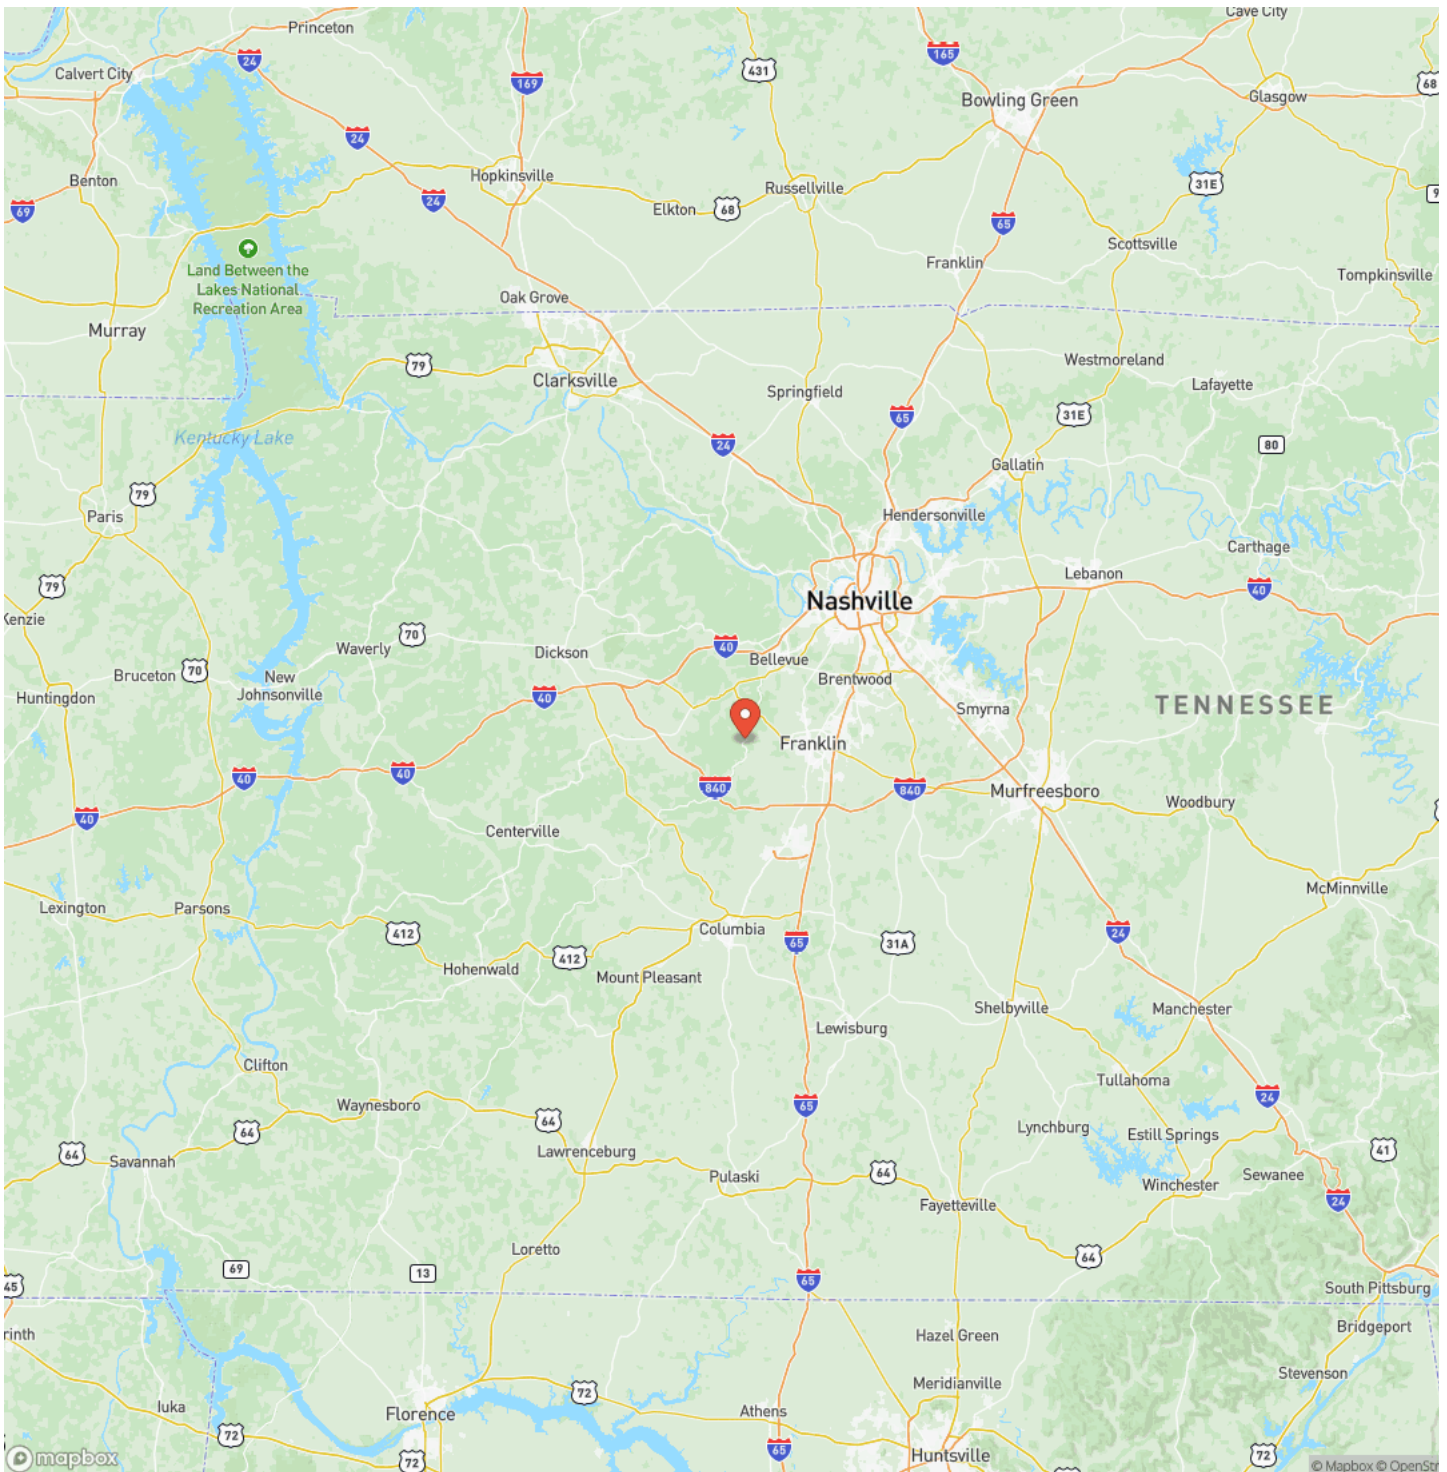 Princeton
Cave City
24
Calvert City
431
165
169
68
Bowling Green
Glasgow
24
Hopkinsville
Benton
Russellville
31E
24
Elkton
68
69
65
Scottsville
Franklin
Land Between the
Lakes National
Recreation Area
Tompkinsville
Oak Grove
Murray
79
Westmoreland
Clarksville
Lafayette
Springfield
65
31E
Kentucky Lake
24
80
Gallatin
79
Paris
Hendersonville
Carthage
Lebanon
79
40
Nashville
Kenzie
70
Waverly
Dickson
40
Bellevue
Bruceton
70
New
Johnsonville
Brentwood
Huntingdon
40
Smyrna
TENNESSEE
Franklin
40
40
840
840
Murfreesboro
Woodbury
40
Centerville
McMinnville
Lexington
Parsons
412
Columbia
65
31A
24
412
Hohenwald
Mount Pleasant
Shelbyville
Manchester
Lewisburg
Clifton
Tullahoma
Waynesboro
65
24
64
64
Lynchburg
Estill Springs
64
Savannah
Lawrenceburg
41
Pulaski
64
Sewanee
Winchester
Fayetteville
24
Loretto
64
69
13
65
45
South Pittsburg
rinth
Hazel Green
Bridgeport
Stevenson
Meridianville
72
Iuka
Florence
Athens
72
65
Huntsville
72
72
mapbox
© Mapbox © OpenStr